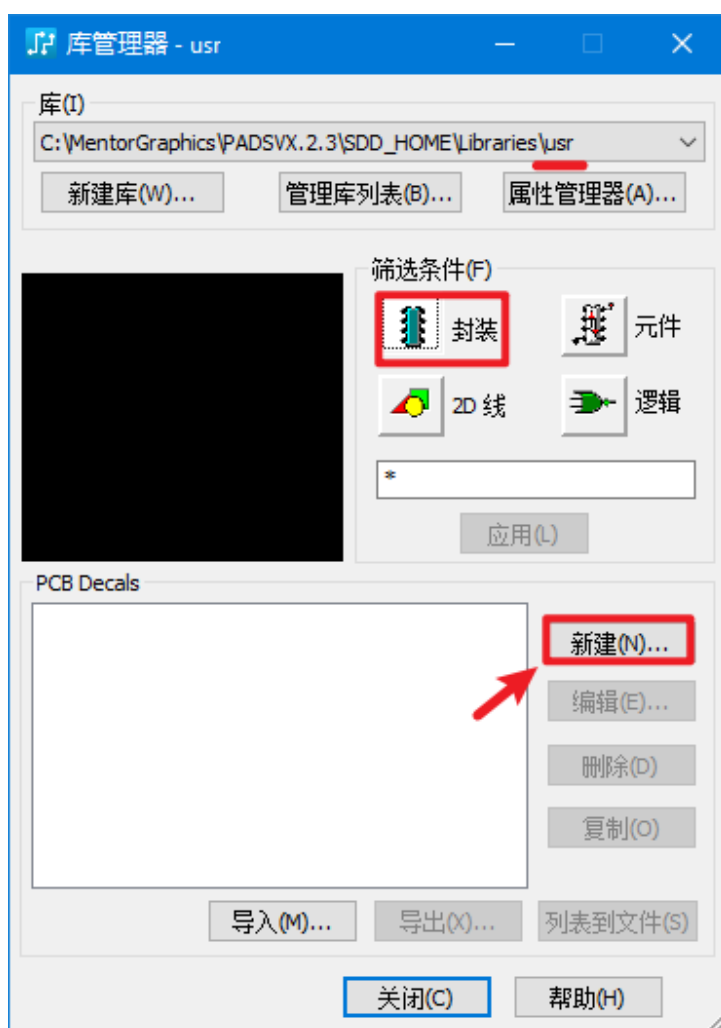 库管理器 - usr
库(I)
C:\MentorGraphics\PADSVX.2.3\SDD_HOME\Libraries\usr
新建库(W)... 管理库列表(B)... 属性管理器(A)...
筛选条件(F)
封装 元件
2D 线 逻辑
*
应用(L)
PCB Decals
新建(N)...
编辑(E)...
删除(D)
复制(O)
导入(M)... 导出(X)... 列表到文件(S)
关闭(C) 帮助(H)